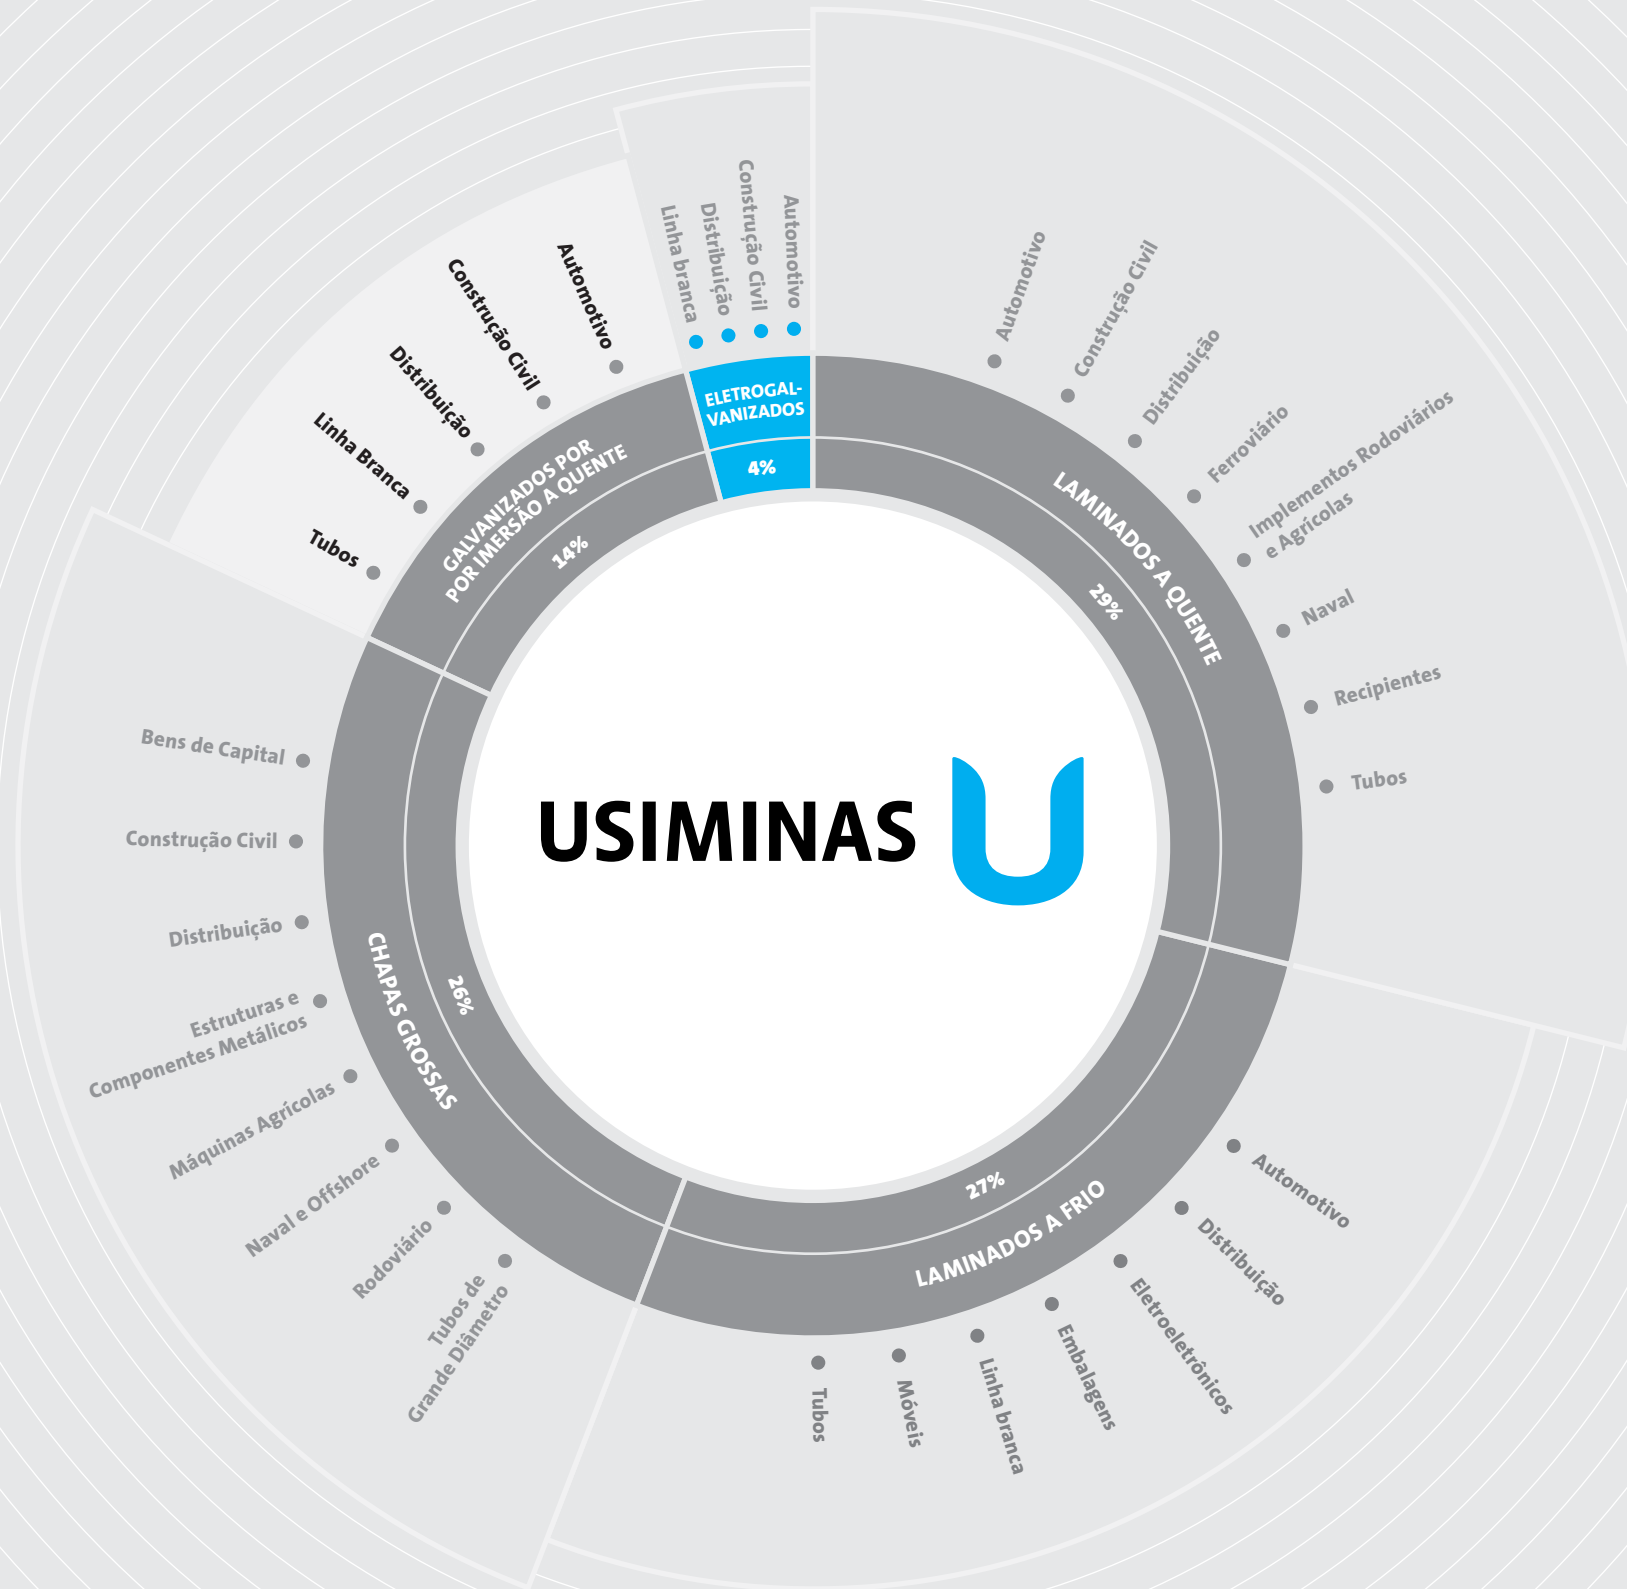 USIMINAS
ELETROGAL-
VANIZADOS
4%
Linha branca
Distribuição
Construção Civil
Automotivo
LAMINADOS A QUENTE
29%
Automotivo
Construção Civil
Distribuição
Ferroviário
Implementos Rodoviários
e Agrícolas
Naval
Recipientes
Tubos
LAMINADOS A FRIO
27%
Automotivo
Distribuição
Eletroeletrônicos
Embalagens
Linha branca
Móveis
Tubos
CHAPAS GROSSAS
26%
Tubos de
Grande Diâmetro
Rodoviário
Naval e Offshore
Máquinas Agrícolas
Estruturas e
Componentes Metálicos
Distribuição
Construção Civil
Bens de Capital
GALVANIZADOS POR
POR IMERSÃO A QUENTE
14%
Tubos
Linha Branca
Distribuição
Construção Civil
Automotivo